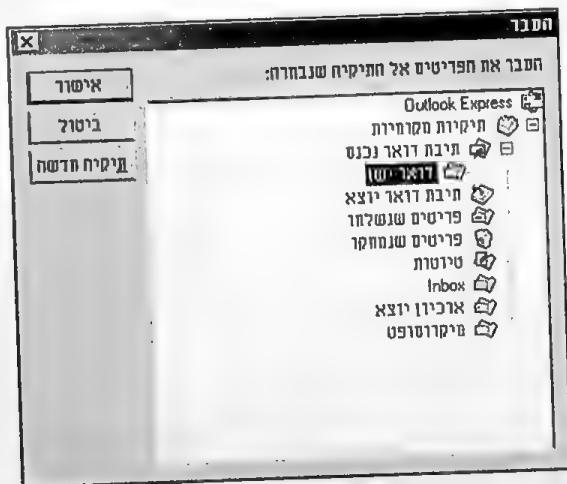 העבר
העבר את הפריטים אל התיקיה שנבחרה:
אישור
ביטול
תיקיה חדשה
Outlook Express
תיקיות מקומיות
תיבת דואר נכנס
דואר ישן
תיבת דואר יוצא
פריטים שנשלחו
פריטים שנמחקו
טיוטות
Inbox
ארכיון יוצא
מיקרוסופט